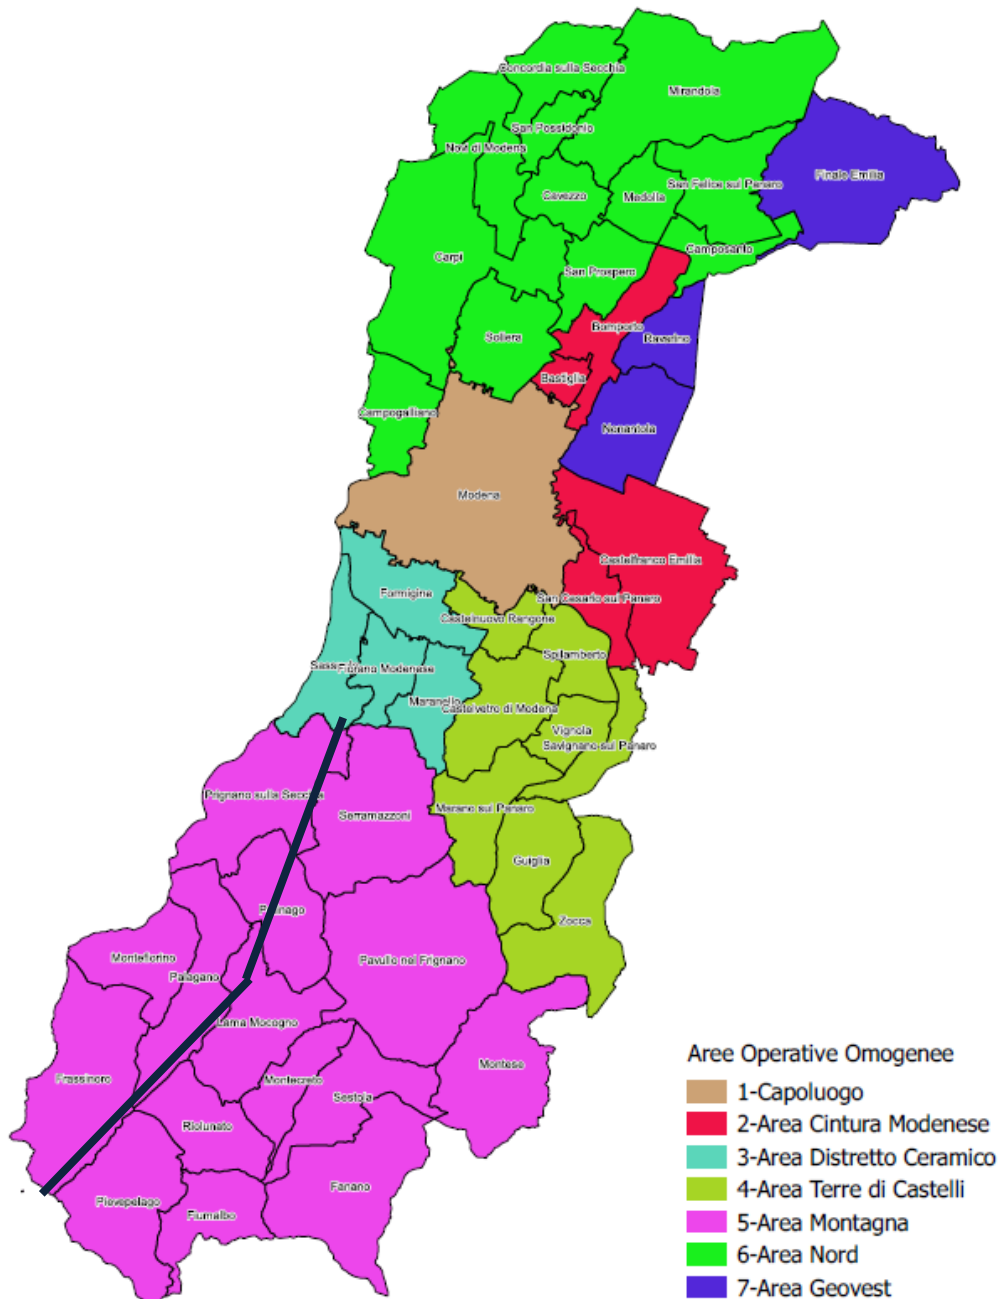 Concordia sulla Secchia
Mirandola
San Possidonio
Novi di Modena
Finale Emilia
San Felice sul Panaro
Cavezzo
Medolla
Camposanto
Carpi
San Prospero
Bomporto
Soliera
Ravarino
Bastiglia
Campogalliano
Nonantola
Modena
Castelfranco Emilia
Formigine
San Cesario sul Panaro
Castelnuovo Rangone
Spilamberto
Fiorano Modenese
Maranello
Castelvetro di Modena
Vignola
Savignano sul Panaro
Prignano sulla Secchia
Marano sul Panaro
Serramazzoni
Guiglia
Zocca
Montefiorino
Pavullo nel Frignano
Palagano
Lama Mocogno
Montese
Frassinoro
Montecreto
Sestola
Riolunato
Fanano
Pievepelago
Fiumalbo
Aree Operative Omogenee
1-Capoluogo
2-Area Cintura Modenese
3-Area Distretto Ceramico
4-Area Terre di Castelli
5-Area Montagna
6-Area Nord
7-Area Geovest